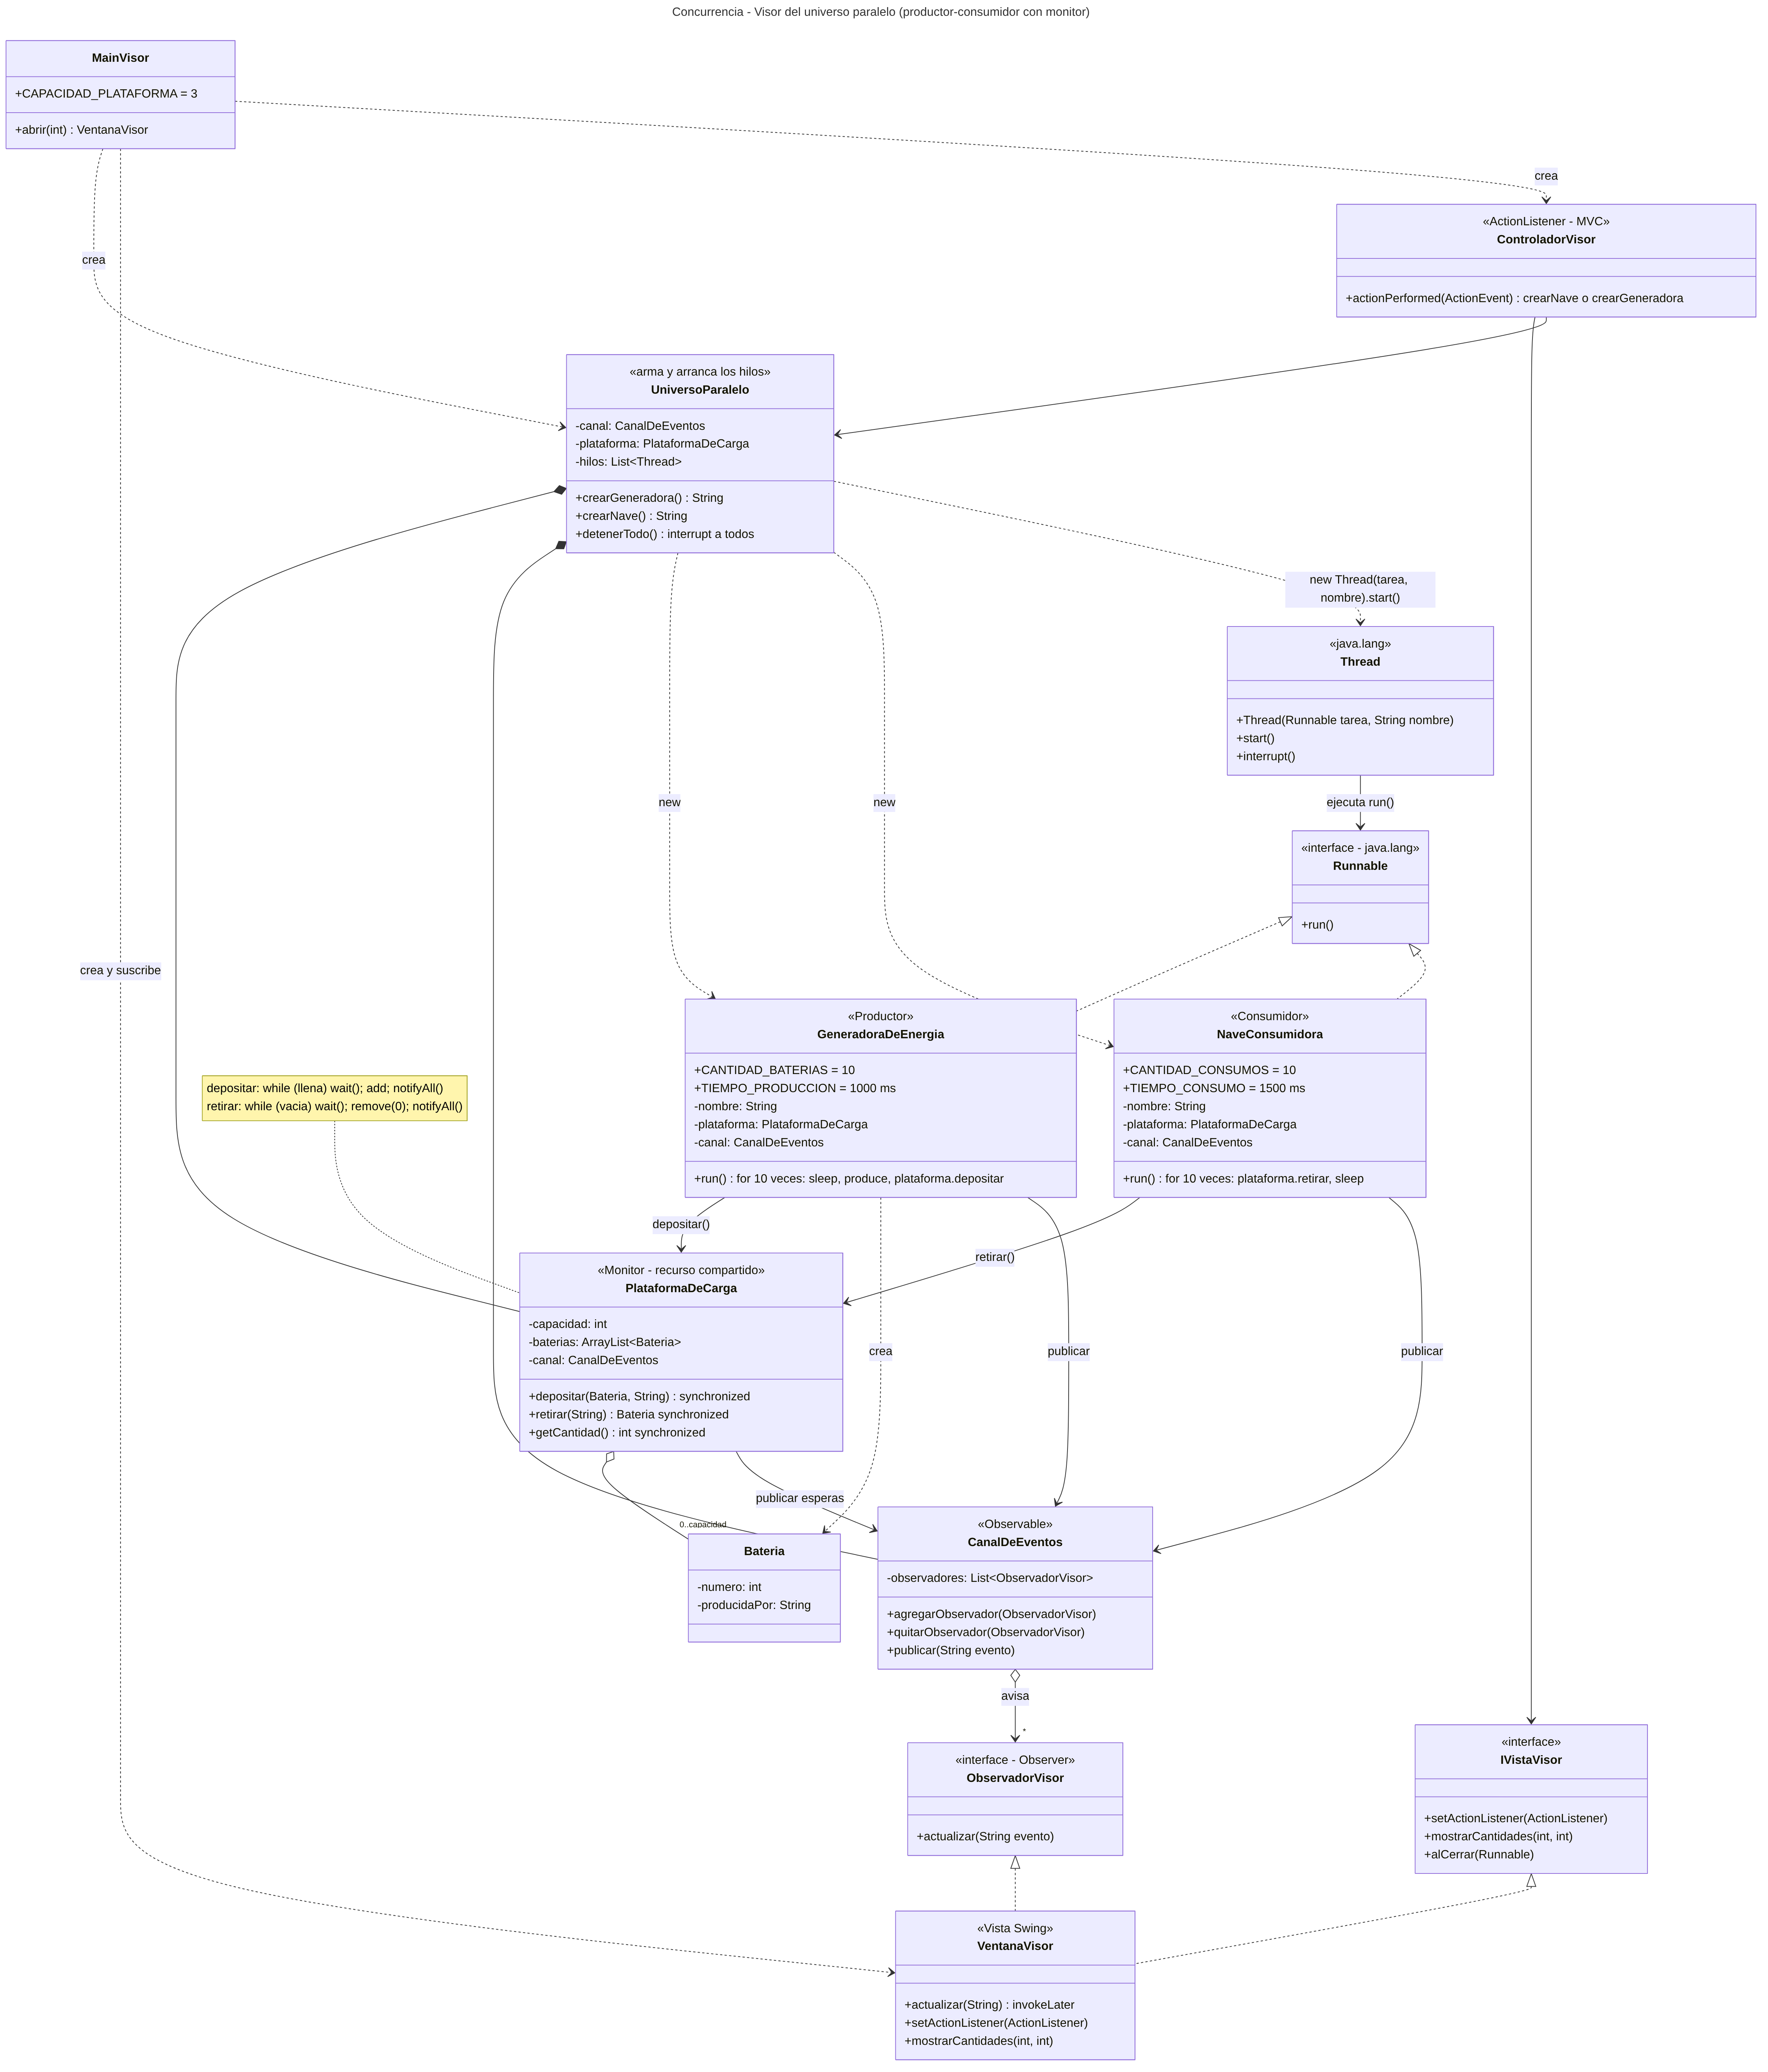 Concurrencia - Visor del universo paralelo (productor-consumidor con monitor)
MainVisor
+CAPACIDAD_PLATAFORMA = 3
+abrir(int) : VentanaVisor
crea
«ActionListener - MVC»
ControladorVisor
+actionPerformed(ActionEvent) : crearNave o crearGeneradora
crea
«arma y arranca los hilos»
UniversoParalelo
-canal: CanalDeEventos
-plataforma: PlataformaDeCarga
-hilos: List<Thread>
+crearGeneradora() : String
+crearNave() : String
+detenerTodo() : interrupt a todos
new Thread(tarea,
nombre).start()
«java.lang»
Thread
+Thread(Runnable tarea, String nombre)
+start()
+interrupt()
new
new
ejecuta run()
«interface - java.lang»
Runnable
+run()
crea y suscribe
«Productor»
GeneradoraDeEnergia
+CANTIDAD_BATERIAS = 10
+TIEMPO_PRODUCCION = 1000 ms
-nombre: String
-plataforma: PlataformaDeCarga
-canal: CanalDeEventos
+run() : for 10 veces: sleep, produce, plataforma.depositar
«Consumidor»
NaveConsumidora
+CANTIDAD_CONSUMOS = 10
+TIEMPO_CONSUMO = 1500 ms
-nombre: String
-plataforma: PlataformaDeCarga
-canal: CanalDeEventos
+run() : for 10 veces: plataforma.retirar, sleep
depositar: while (llena) wait(); add; notifyAll()
retirar: while (vacia) wait(); remove(0); notifyAll()
depositar()
retirar()
«Monitor - recurso compartido»
PlataformaDeCarga
-capacidad: int
-baterias: ArrayList<Bateria>
-canal: CanalDeEventos
+depositar(Bateria, String) : synchronized
+retirar(String) : Bateria synchronized
+getCantidad() : int synchronized
crea
publicar
publicar
publicar esperas
0..capacidad
Bateria
-numero: int
-producidaPor: String
«Observable»
CanalDeEventos
-observadores: List<ObservadorVisor>
+agregarObservador(ObservadorVisor)
+quitarObservador(ObservadorVisor)
+publicar(String evento)
avisa
*
«interface - Observer»
ObservadorVisor
+actualizar(String evento)
«interface»
IVistaVisor
+setActionListener(ActionListener)
+mostrarCantidades(int, int)
+alCerrar(Runnable)
«Vista Swing»
VentanaVisor
+actualizar(String) : invokeLater
+setActionListener(ActionListener)
+mostrarCantidades(int, int)